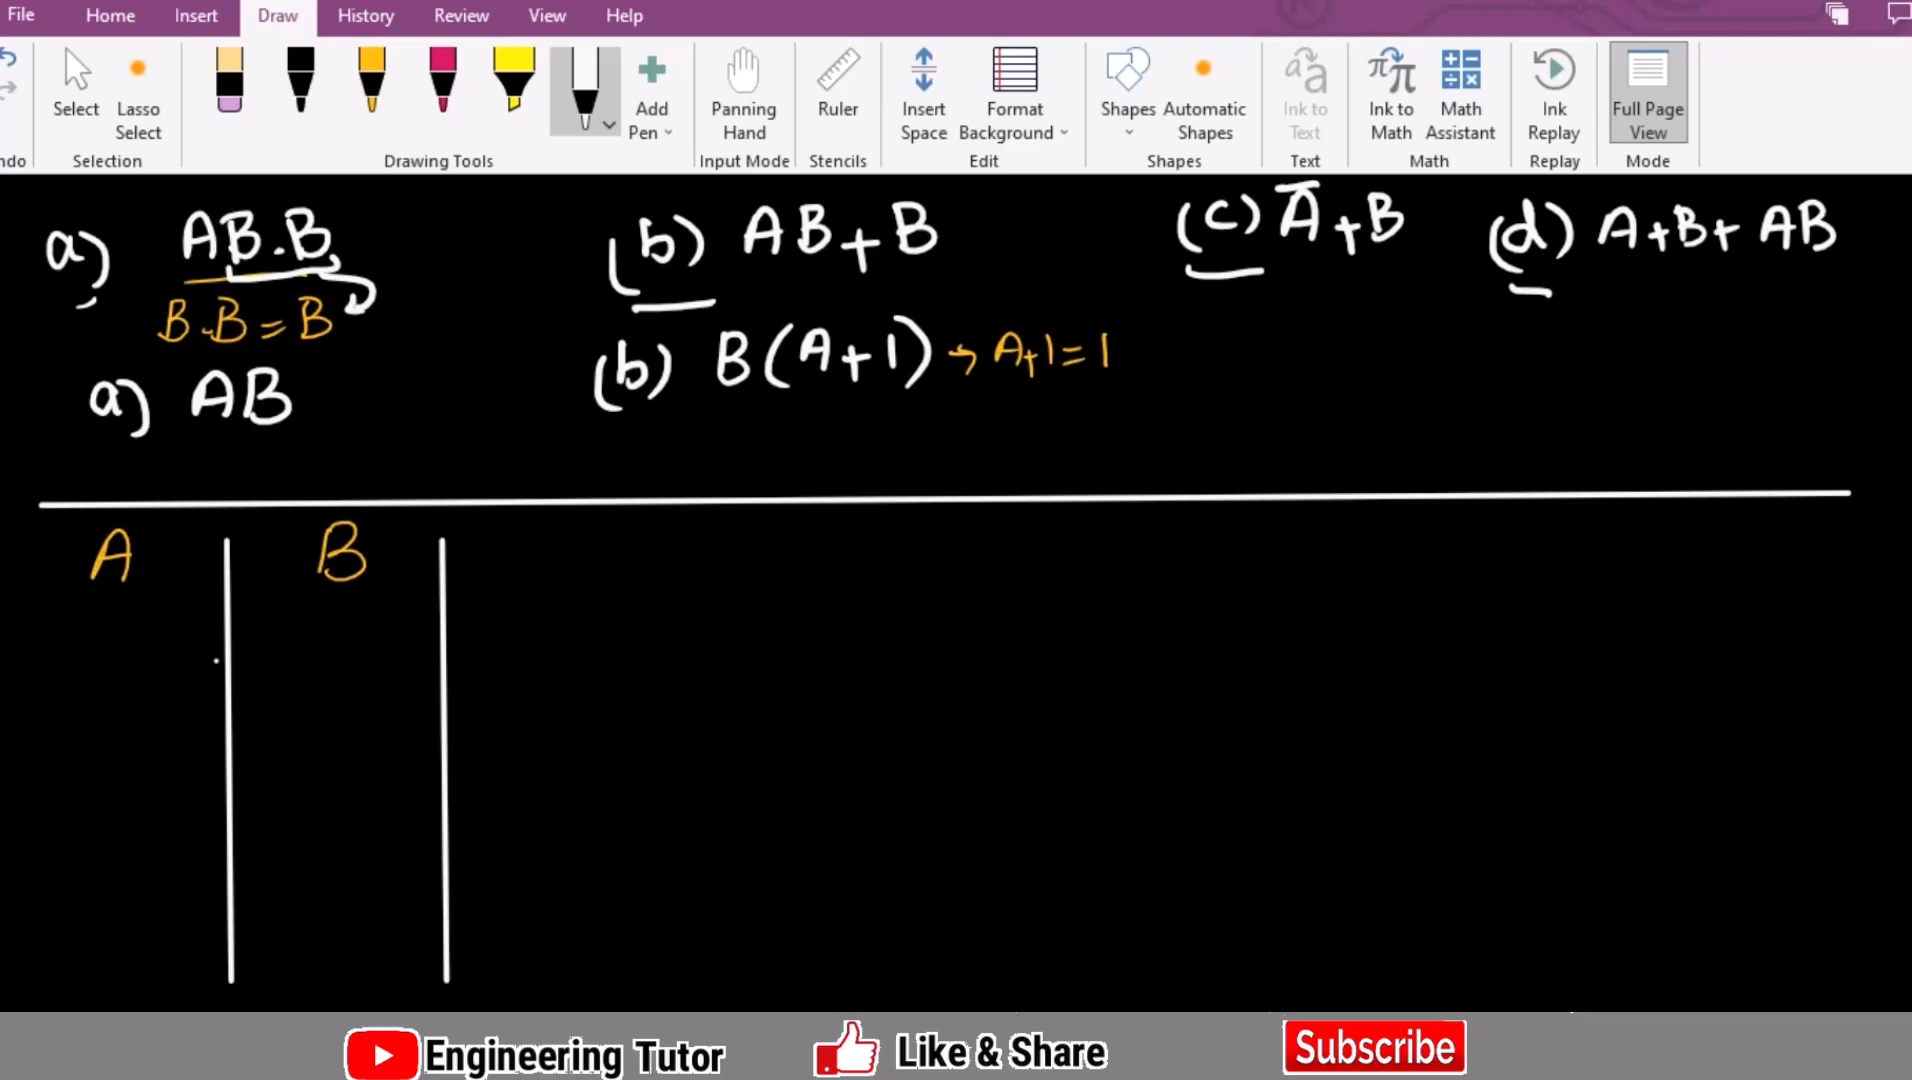 File Home Insert Draw History Review View Help
Select Lasso Select Add Pen Panning Hand Ruler Insert Space Format Background Shapes Automatic Shapes Ink to Text Ink to Math Math Assistant Ink Replay Full Page View
ndo Selection Drawing Tools Input Mode Stencils Edit Shapes Text Math Replay Mode
a) AB.B (b) AB+B (c) A̅+B (d) A+B+AB
B.B=B
(b) B(A+1) → A+1=1
a) AB
A B
Engineering Tutor Like & Share Subscribe